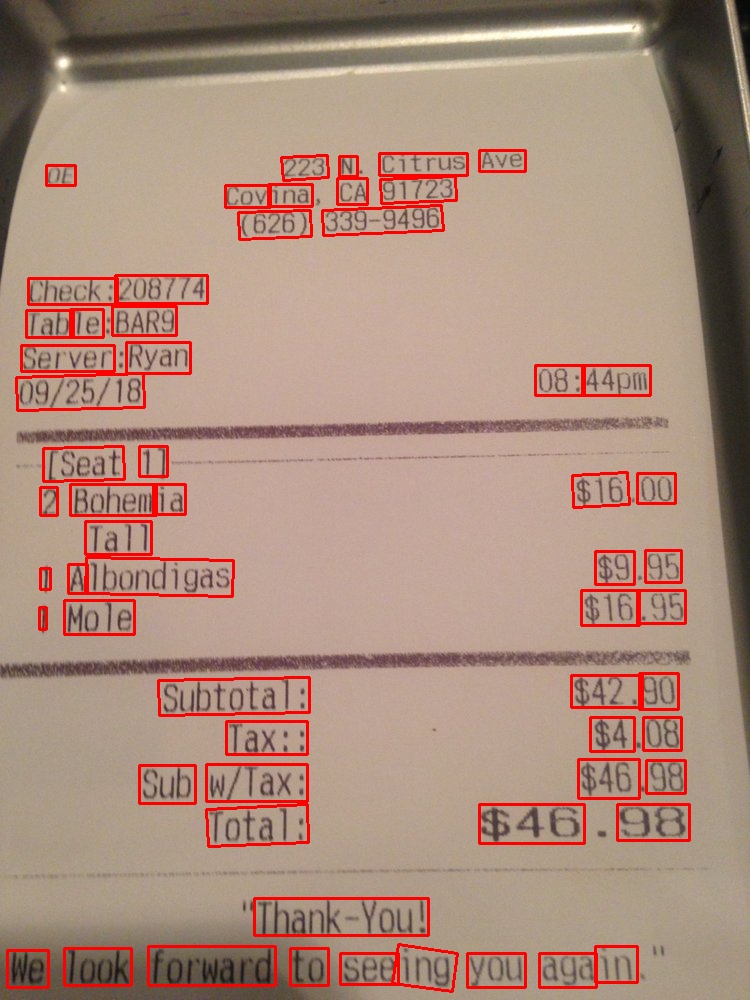 OE 223 N. Citrus Ave
Covina, CA 91723
(626) 339-9496
Check:208774
Table:BAR9
Server:Ryan
09/25/18 08:44pm
[Seat 1]
2 Bohemia $16.00
Tall
1 Albondigas $9.95
1 Mole $16.95
Subtotal: $42.90
Tax:: $4.08
Sub w/Tax: $46.98
Total: $46.98
"Thank-You!
We look forward to seeing you again."